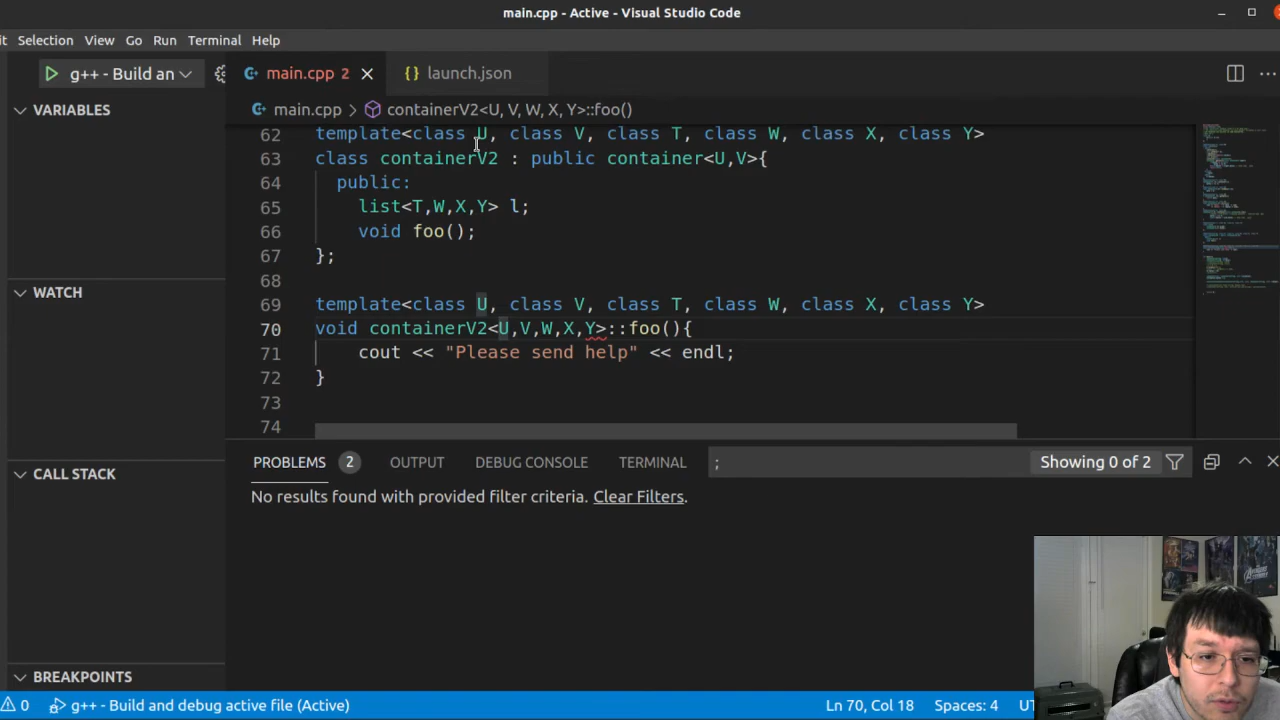 main.cpp - Active - Visual Studio Code
it Selection View Go Run Terminal Help
g++ - Build an
main.cpp 2
launch.json
VARIABLES
main.cpp > containerV2<U, V, W, X, Y>::foo()
62 template<class U, class V, class T, class W, class X, class Y>
63 class containerV2 : public container<U,V>{
64 public:
65 list<T,W,X,Y> l;
66 void foo();
67 };
68
69 template<class U, class V, class T, class W, class X, class Y>
70 void containerV2<U,V,W,X,Y>::foo(){
71 cout << "Please send help" << endl;
72 }
73
74
WATCH
CALL STACK
BREAKPOINTS
PROBLEMS 2 OUTPUT DEBUG CONSOLE TERMINAL ; Showing 0 of 2
No results found with provided filter criteria. Clear Filters.
0 g++ - Build and debug active file (Active) Ln 70, Col 18 Spaces: 4